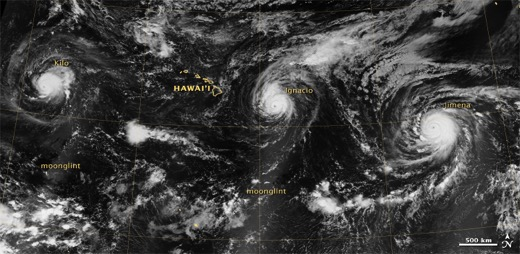 Kilo
HAWAI'I
Ignacio
Jimena
moonglint
moonglint
500 km
N